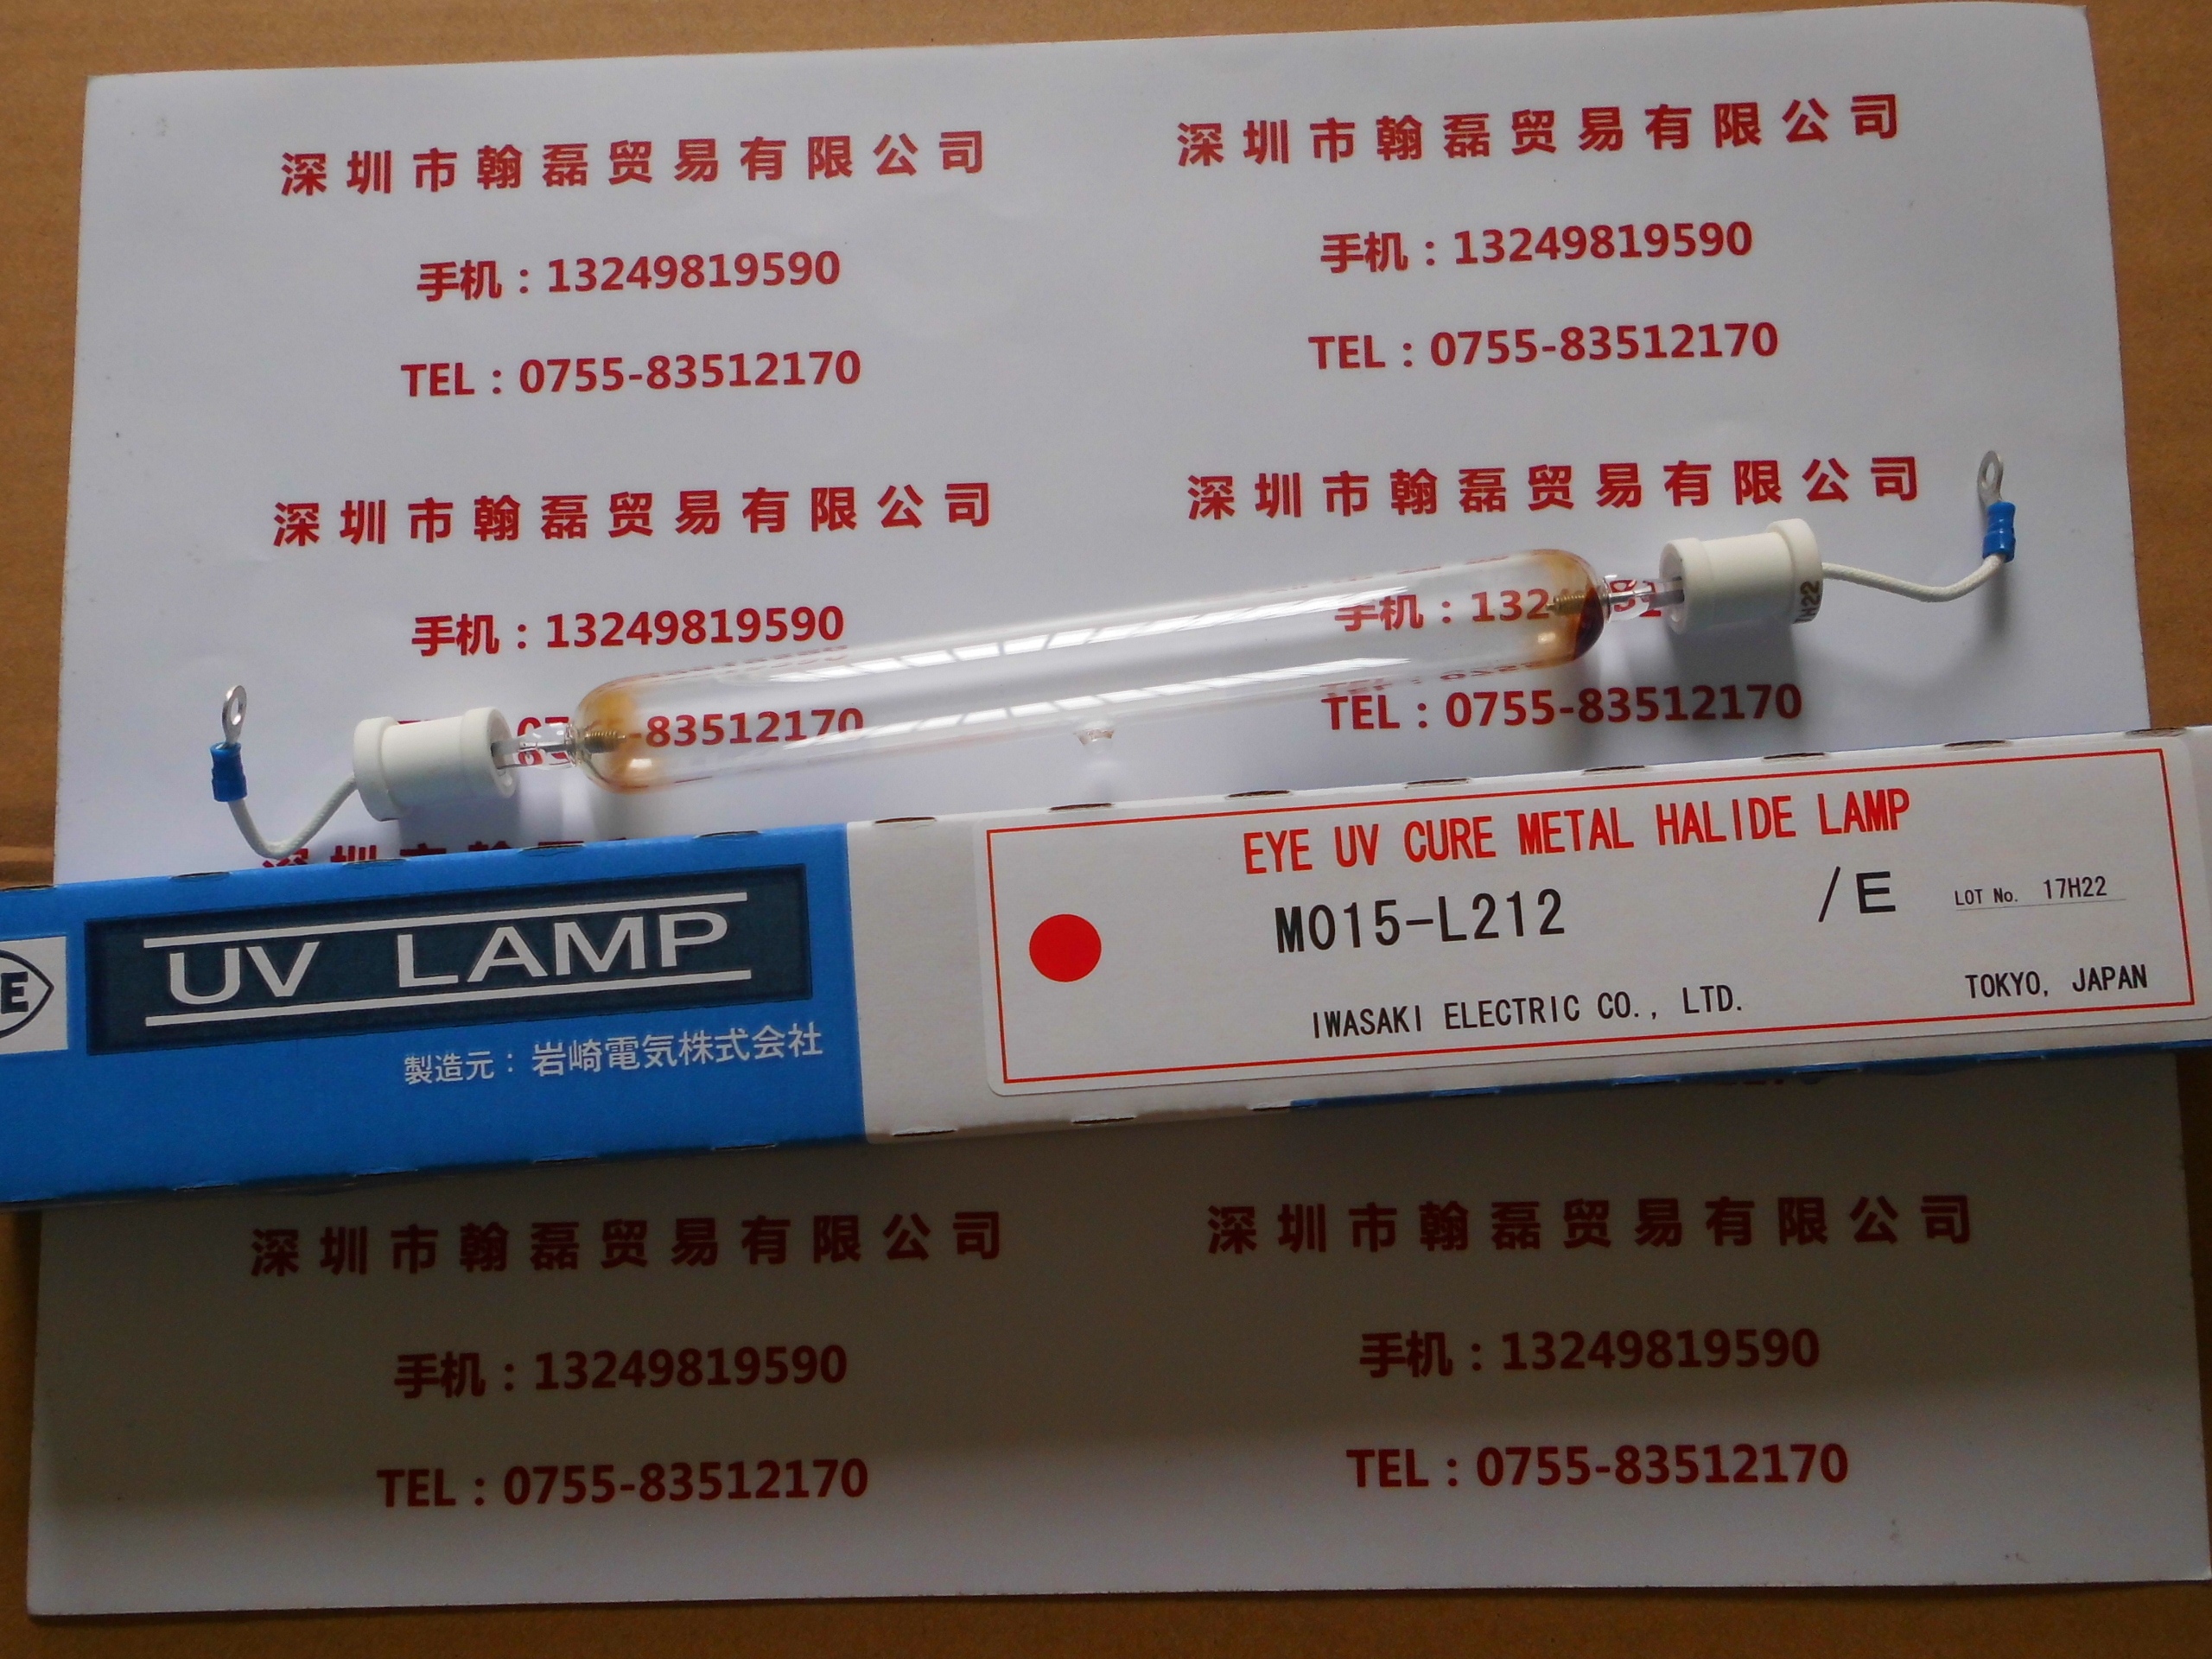 深圳市翰磊贸易有限公司
深圳市翰磊贸易有限公司
手机：13249819590
手机：13249819590
TEL：0755-83512170
TEL：0755-83512170
深圳市翰磊贸易有限公司
深圳市翰磊贸易有限公司
手机：13249819590
手机：132
TEL：0755-83512170
-83512170
H22
EYE UV CURE METAL HALIDE LAMP
M015-L212 /E LOT No. 17H22
IWASAKI ELECTRIC CO., LTD. TOKYO, JAPAN
E
UV LAMP
製造元：岩崎電気株式会社
深圳市翰磊贸易有限公司
深圳市翰磊贸易有限公司
手机：13249819590
手机：13249819590
TEL：0755-83512170
TEL：0755-83512170